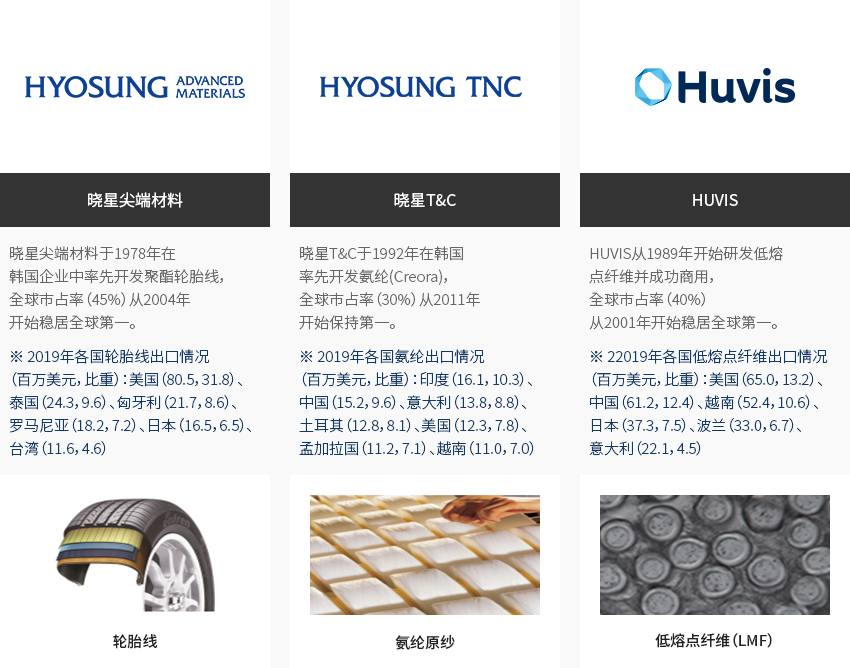 HYOSUNG ADVANCED MATERIALS
晓星尖端材料
晓星尖端材料于1978年在
韩国企业中率先开发聚酯轮胎线，
全球市占率（45%）从2004年
开始稳居全球第一。
※ 2019年各国轮胎线出口情况
（百万美元，比重）：美国（80.5，31.8）、
泰国（24.3，9.6）、匈牙利（21.7，8.6）、
罗马尼亚（18.2，7.2）、日本（16.5，6.5）、
台湾（11.6，4.6）
轮胎线
HYOSUNG TNC
晓星T&C
晓星T&C于1992年在韩国
率先开发氨纶(Creora)，
全球市占率（30%）从2011年
开始保持第一。
※ 2019年各国氨纶出口情况
（百万美元，比重）：印度（16.1，10.3）、
中国（15.2，9.6）、意大利（13.8，8.8）、
土耳其（12.8，8.1）、美国（12.3，7.8）、
孟加拉国（11.2，7.1）、越南（11.0，7.0）
氨纶原纱
Huvis
HUVIS
HUVIS从1989年开始研发低熔
点纤维并成功商用，
全球市占率（40%）
从2001年开始稳居全球第一。
※ 22019年各国低熔点纤维出口情况
（百万美元，比重）：美国（65.0，13.2）、
中国（61.2，12.4）、越南（52.4，10.6）、
日本（37.3，7.5）、波兰（33.0，6.7）、
意大利（22.1，4.5）
低熔点纤维（LMF）